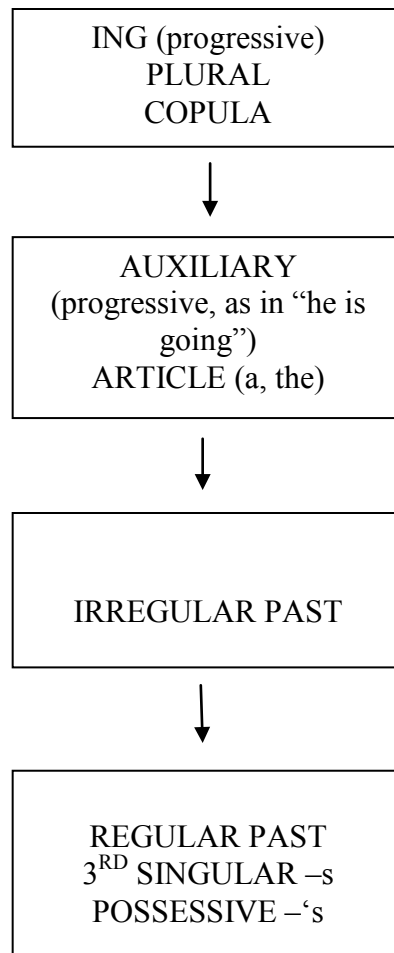 ING (progressive)
PLURAL
COPULA
AUXILIARY
(progressive, as in “he is
going”)
ARTICLE (a, the)
IRREGULAR PAST
REGULAR PAST
3RD SINGULAR –s
POSSESSIVE –‘s